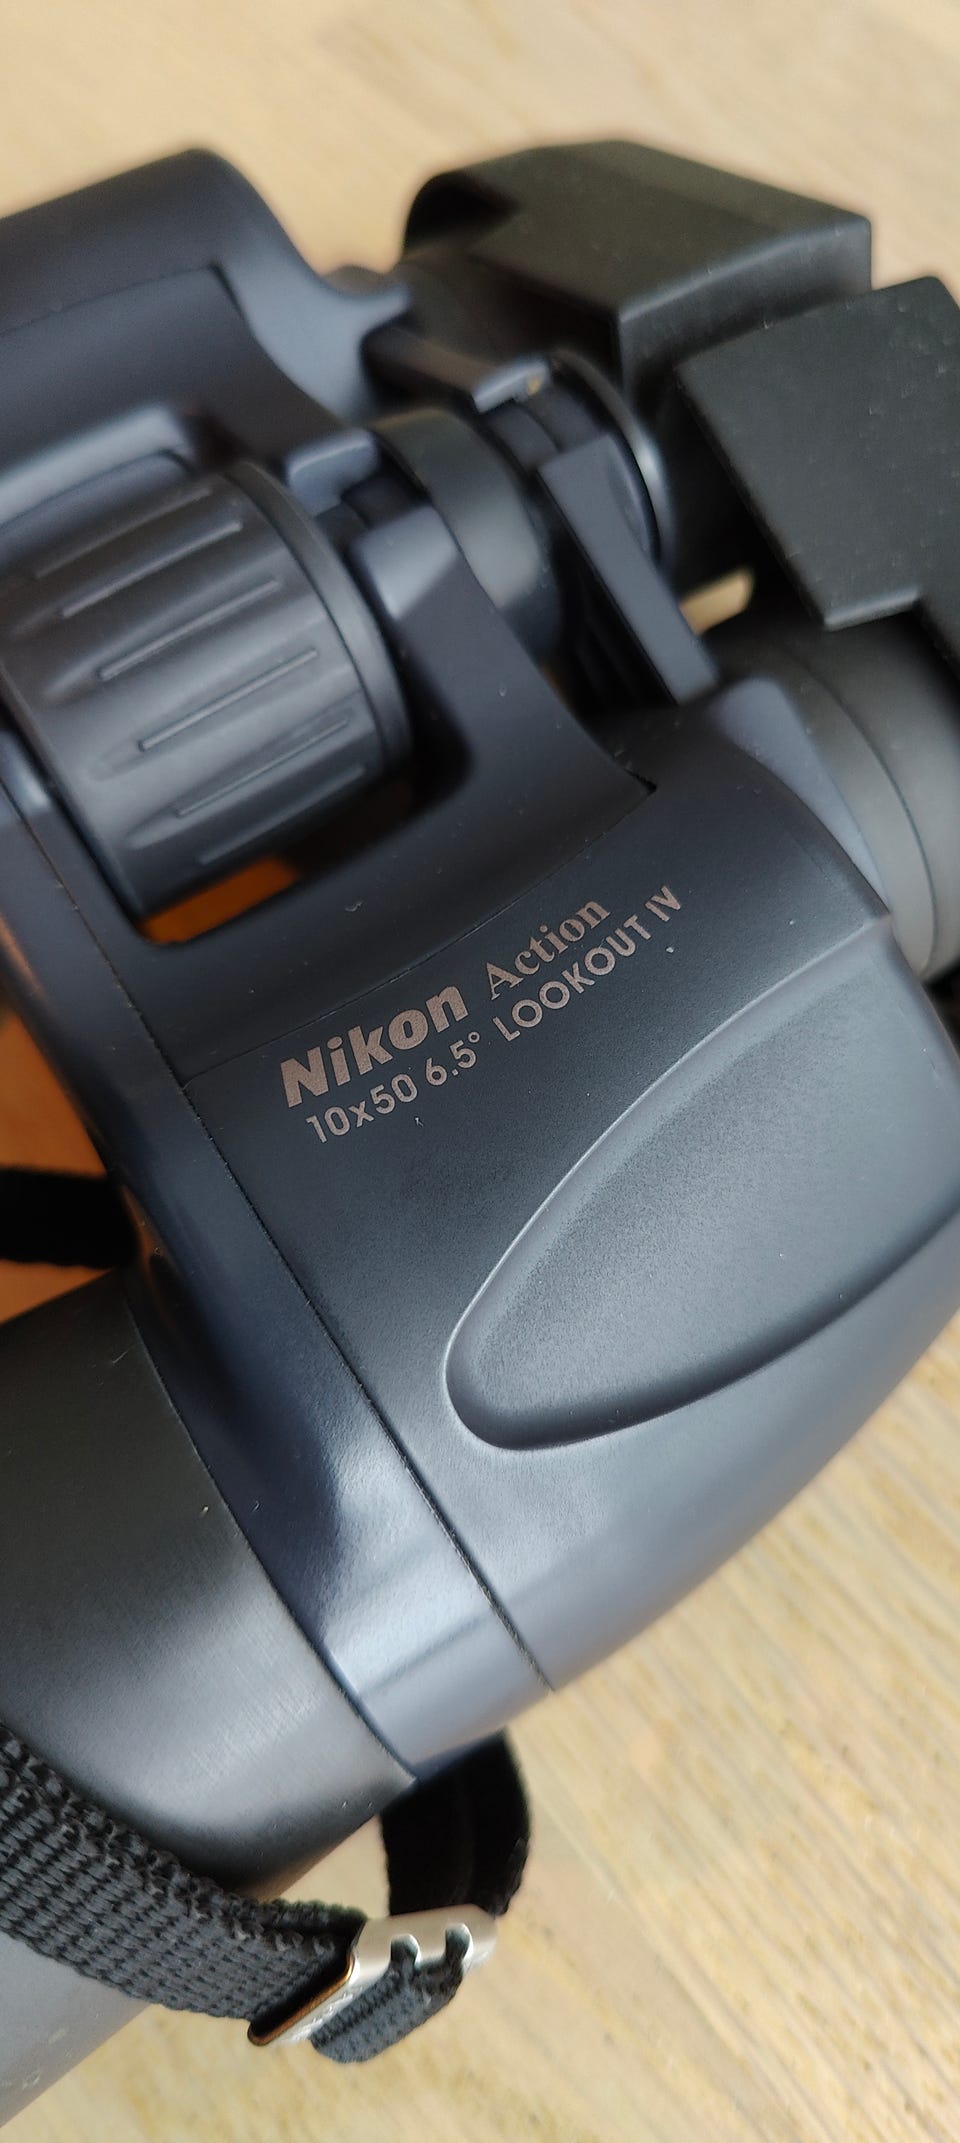 Nikon Action
10x50 6.5° LOOKOUT IV